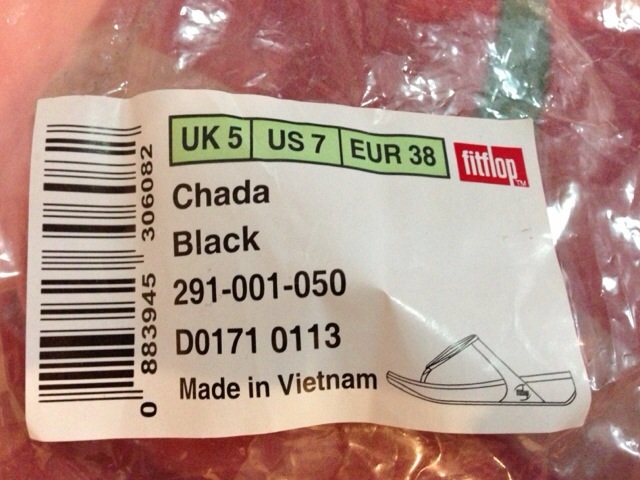 UK 5 US 7 EUR 38
fitflop TM
Chada
Black
291-001-050
D0171 0113
Made in Vietnam
0 883945 306082